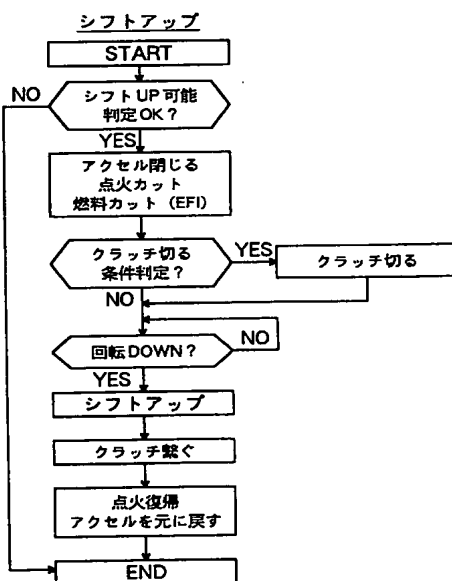 シフトアップ
START
NO
シフトUP可能
判定OK?
YES
アクセル閉じる
点火カット
燃料カット (EFI)
クラッチ切る
条件判定?
YES
クラッチ切る
NO
回転DOWN?
NO
YES
シフトアップ
クラッチ繋ぐ
点火復帰
アクセルを元に戻す
END